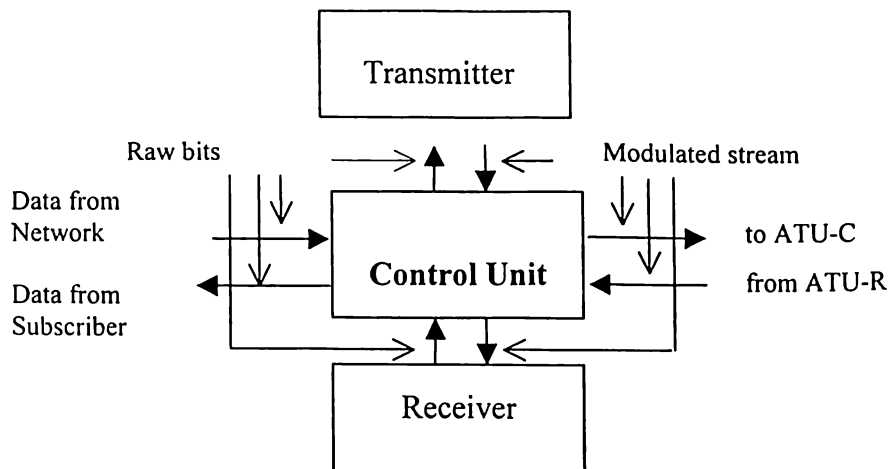 Transmitter
Raw bits
Modulated stream
Data from
Network
to ATU-C
Control Unit
from ATU-R
Data from
Subscriber
Receiver